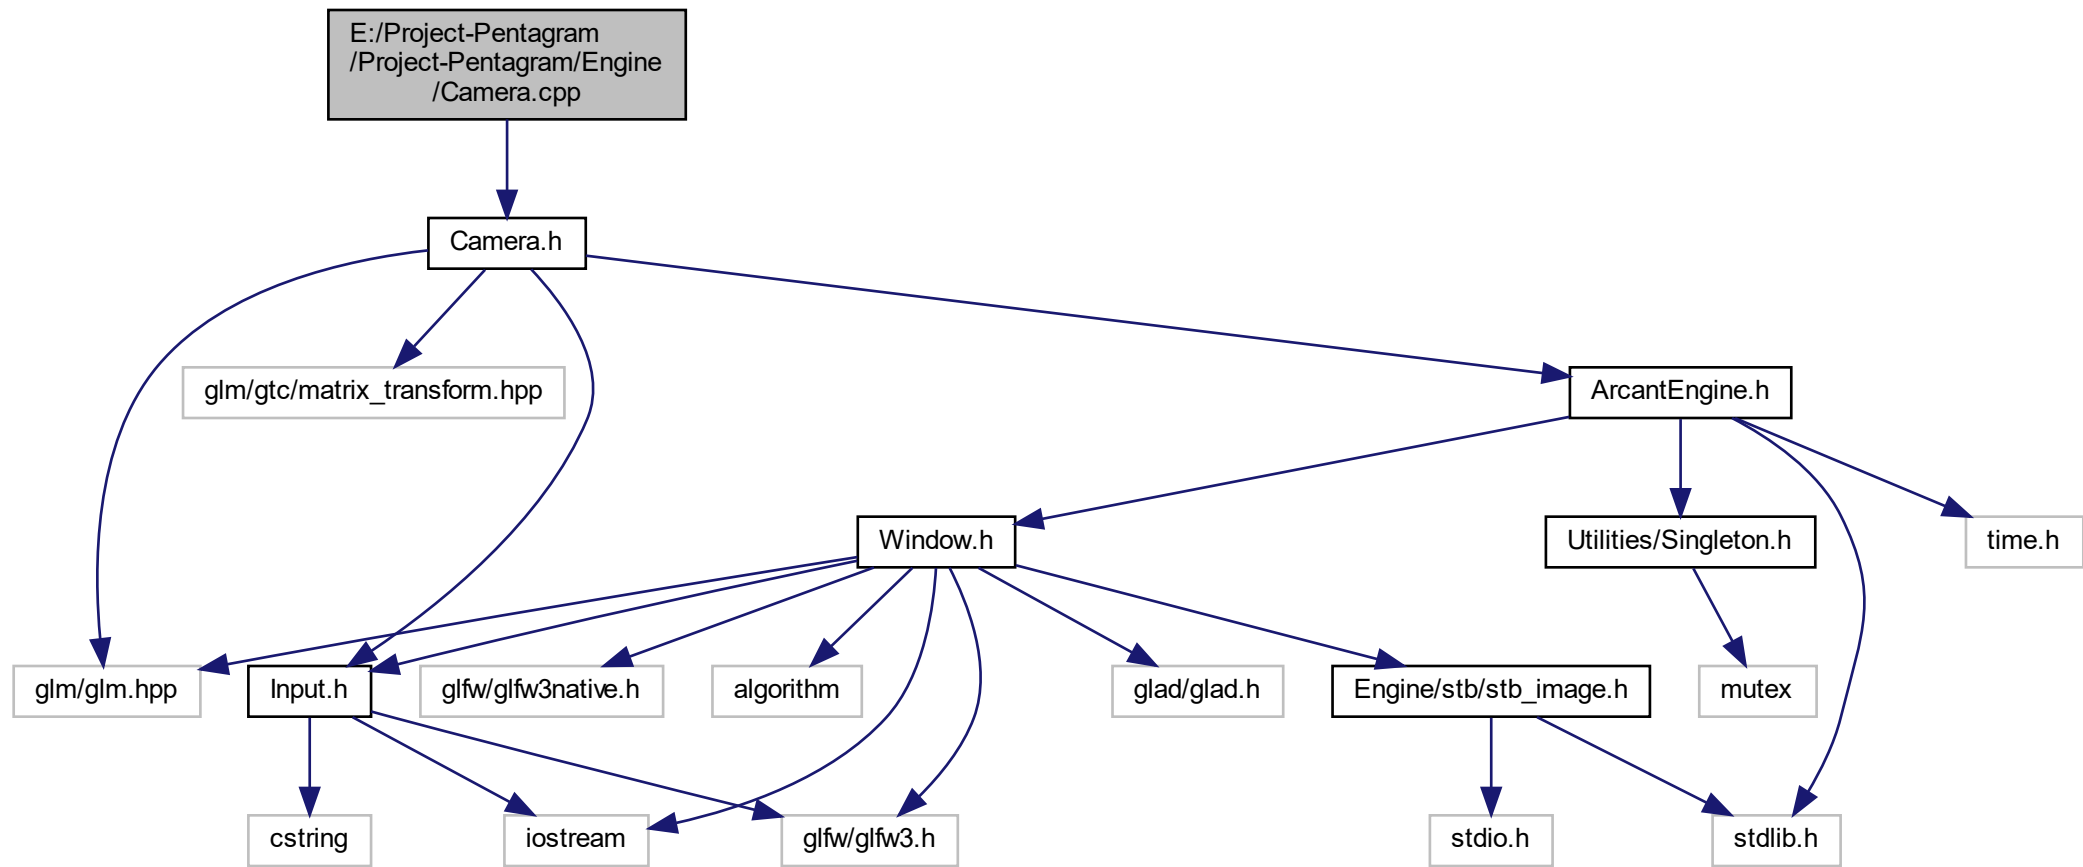 E:/Project-Pentagram
/Project-Pentagram/Engine
/Camera.cpp
Camera.h
glm/gtc/matrix_transform.hpp
ArcantEngine.h
Window.h
Utilities/Singleton.h
time.h
glm/glm.hpp
Input.h
glfw/glfw3native.h
algorithm
glad/glad.h
Engine/stb/stb_image.h
mutex
cstring
iostream
glfw/glfw3.h
stdio.h
stdlib.h